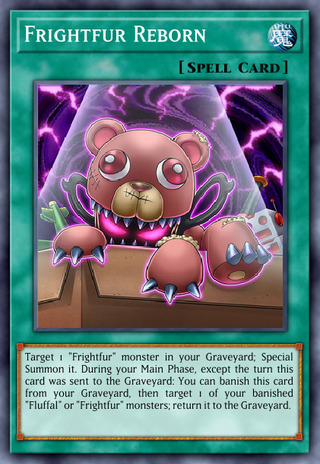 Frightfur Reborn
魔
[ Spell Card ]
Target 1 "Frightfur" monster in your Graveyard; Special
Summon it. During your Main Phase, except the turn this
card was sent to the Graveyard: You can banish this card
from your Graveyard, then target 1 of your banished
"Fluffal" or "Frightfur" monsters; return it to the Graveyard.